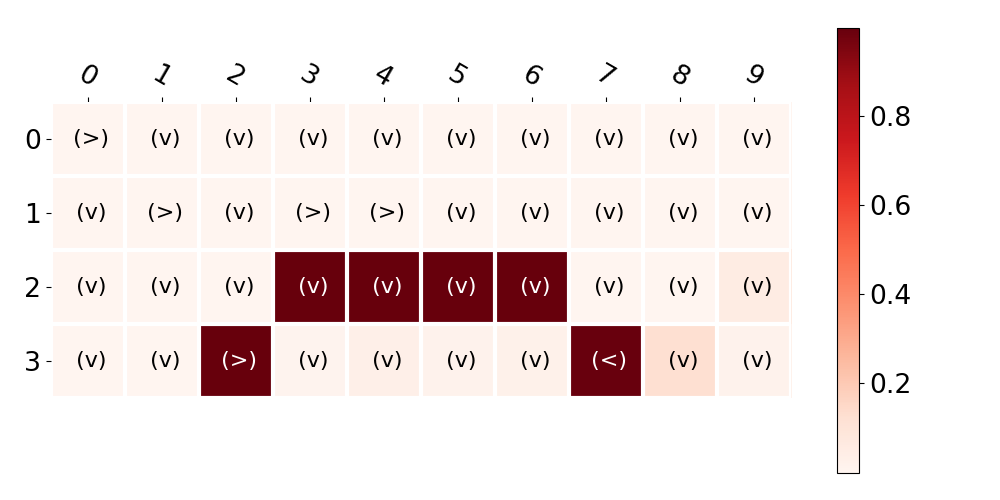 0 1 2 3 4 5 6 7 8 9
0 (>) (v) (v) (v) (v) (v) (v) (v) (v) (v)
1 (v) (>) (v) (>) (>) (v) (v) (v) (v) (v)
2 (v) (v) (v) (v) (v) (v) (v) (v) (v) (v)
3 (v) (v) (>) (v) (v) (v) (v) (<) (v) (v)
0.8
0.6
0.4
0.2